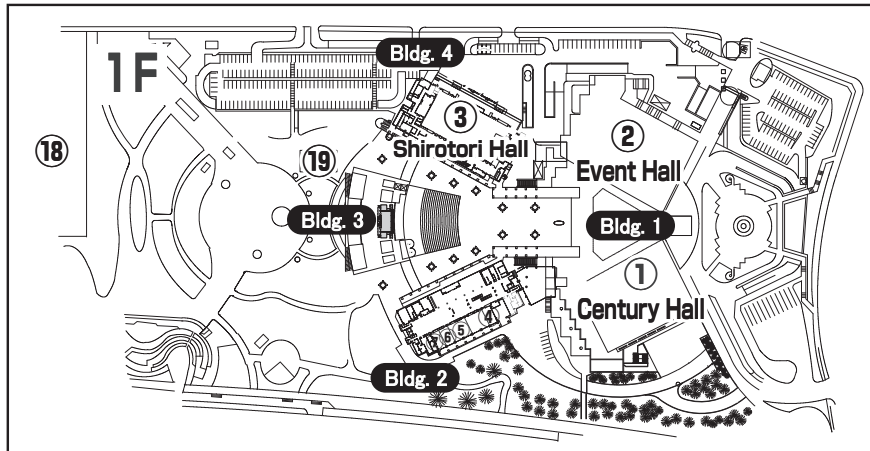 1F
Bldg. 4
③
Shirotori Hall
②
Event Hall
⑱
⑲
Bldg. 3
Bldg. 1
①
Century Hall
⑦ ⑥ ⑤ ④
Bldg. 2